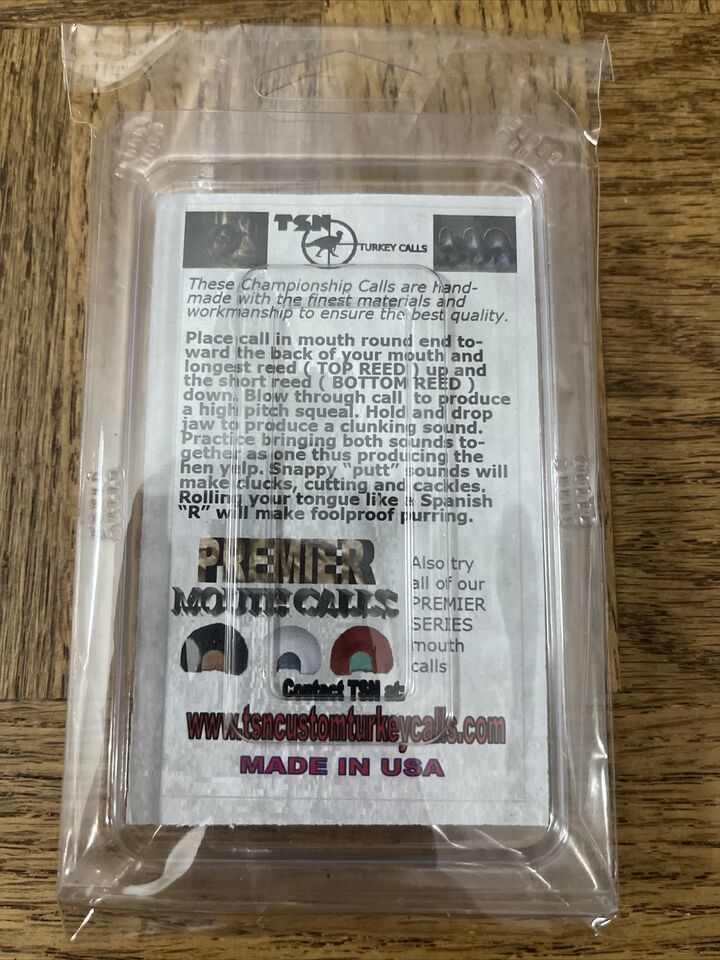 TSN
TURKEY CALLS
These Championship Calls are hand-
made with the finest materials and
workmanship to ensure the best quality.
Place call in mouth round end to-
ward the back of your mouth and
longest reed ( TOP REED ) up and
the short reed ( BOTTOM REED )
down. Blow through call to produce
a high pitch squeal. Hold and drop
jaw to produce a clunking sound.
Practice bringing both sounds to-
gether as one thus producing the
hen yelp. Snappy "putt" sounds will
make clucks, cutting and cackles.
Rolling your tongue like a Spanish
"R" will make foolproof purring.
PREMIER
MOUTH CALLS
Also try
all of our
PREMIER
SERIES
mouth
calls
Contact TSN at:
www.tsncustomturkeycalls.com
MADE IN USA